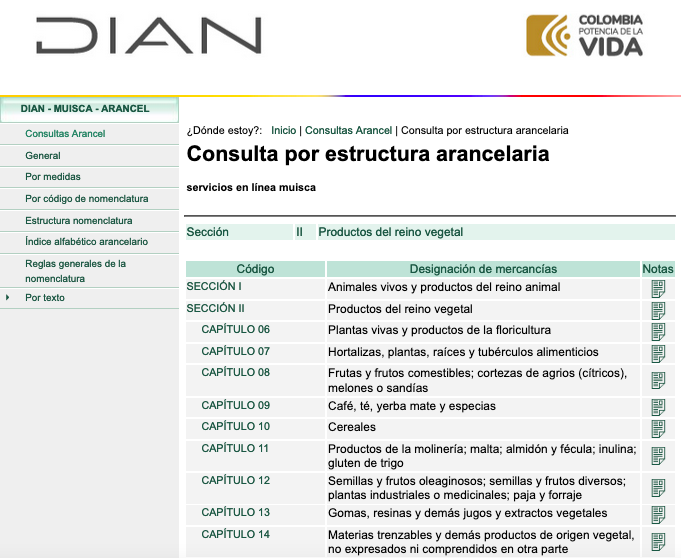 DIAN
COLOMBIA
POTENCIA DE LA
VIDA
DIAN - MUISCA - ARANCEL
Consultas Arancel
General
Por medidas
Por código de nomenclatura
Estructura nomenclatura
Índice alfabético arancelario
Reglas generales de la
nomenclatura
Por texto
¿Dónde estoy?: Inicio | Consultas Arancel | Consulta por estructura arancelaria
Consulta por estructura arancelaria
servicios en línea muisca
Sección II Productos del reino vegetal
Código Designación de mercancías Notas
SECCIÓN I Animales vivos y productos del reino animal
SECCIÓN II Productos del reino vegetal
CAPÍTULO 06 Plantas vivas y productos de la floricultura
CAPÍTULO 07 Hortalizas, plantas, raíces y tubérculos alimenticios
CAPÍTULO 08 Frutas y frutos comestibles; cortezas de agrios (cítricos),
melones o sandías
CAPÍTULO 09 Café, té, yerba mate y especias
CAPÍTULO 10 Cereales
CAPÍTULO 11 Productos de la molinería; malta; almidón y fécula; inulina;
gluten de trigo
CAPÍTULO 12 Semillas y frutos oleaginosos; semillas y frutos diversos;
plantas industriales o medicinales; paja y forraje
CAPÍTULO 13 Gomas, resinas y demás jugos y extractos vegetales
CAPÍTULO 14 Materias trenzables y demás productos de origen vegetal,
no expresados ni comprendidos en otra parte